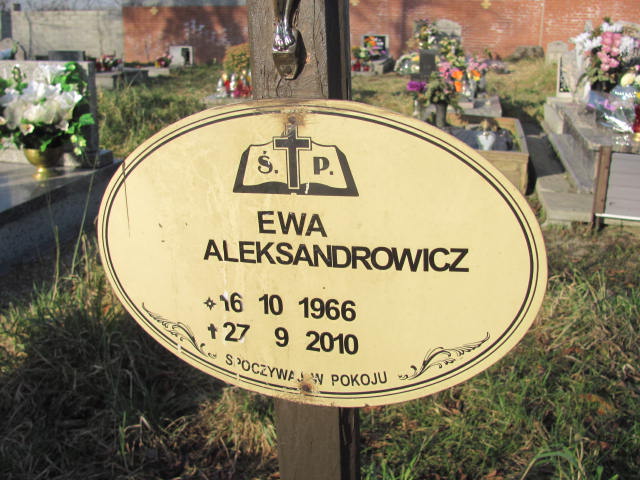 Ś. P.
EWA
ALEKSANDROWICZ
16 10 1966
27 9 2010
SPOCZYWAJ W POKOJU